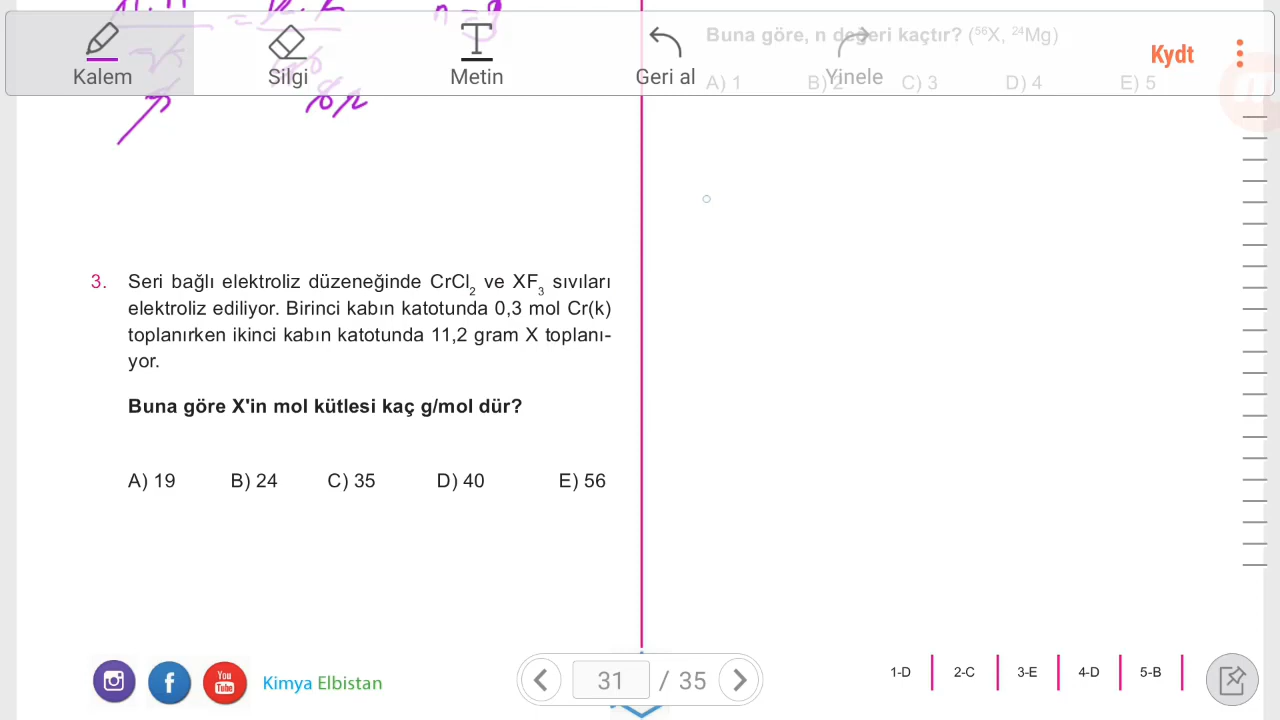 Buna göre, n değeri kaçtır? (⁵⁶X, ²⁴Mg)
Kalem
Silgi
Metin
Geri al
Yinele
Kydt
A) 1 B) 2 C) 3 D) 4 E) 5
3. Seri bağlı elektroliz düzeneğinde CrCl₂ ve XF₃ sıvıları
elektroliz ediliyor. Birinci kabın katotunda 0,3 mol Cr(k)
toplanırken ikinci kabın katotunda 11,2 gram X toplanı-
yor.
Buna göre X'in mol kütlesi kaç g/mol dür?
A) 19 B) 24 C) 35 D) 40 E) 56
You Tube
Kimya Elbistan
31 / 35
1-D 2-C 3-E 4-D 5-B